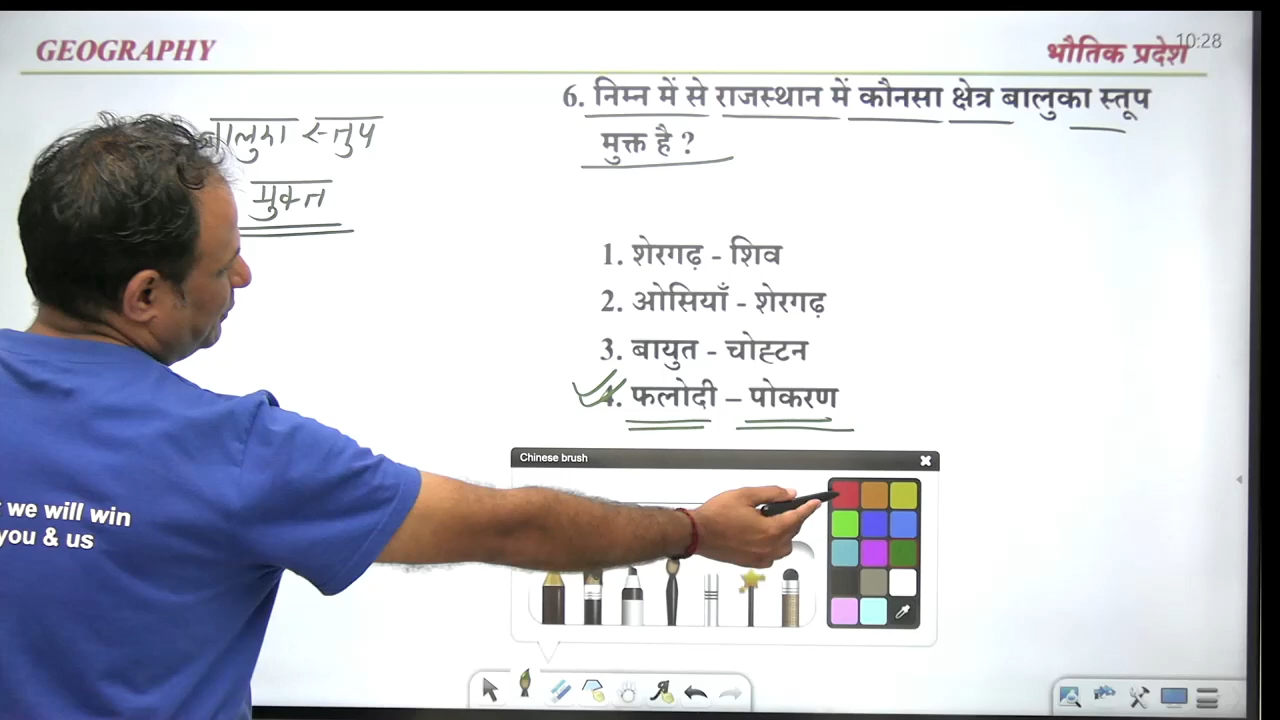 GEOGRAPHY
भौतिक प्रदेश
10:28
6. निम्न में से राजस्थान में कौनसा क्षेत्र बालुका स्तूप
मुक्त है ?
बालुका स्तुप
मुक्त
1. शेरगढ़ - शिव
2. ओसियाँ - शेरगढ़
3. बायुत - चोह्टन
4. फलोदी – पोकरण
Chinese brush
we will win
you & us